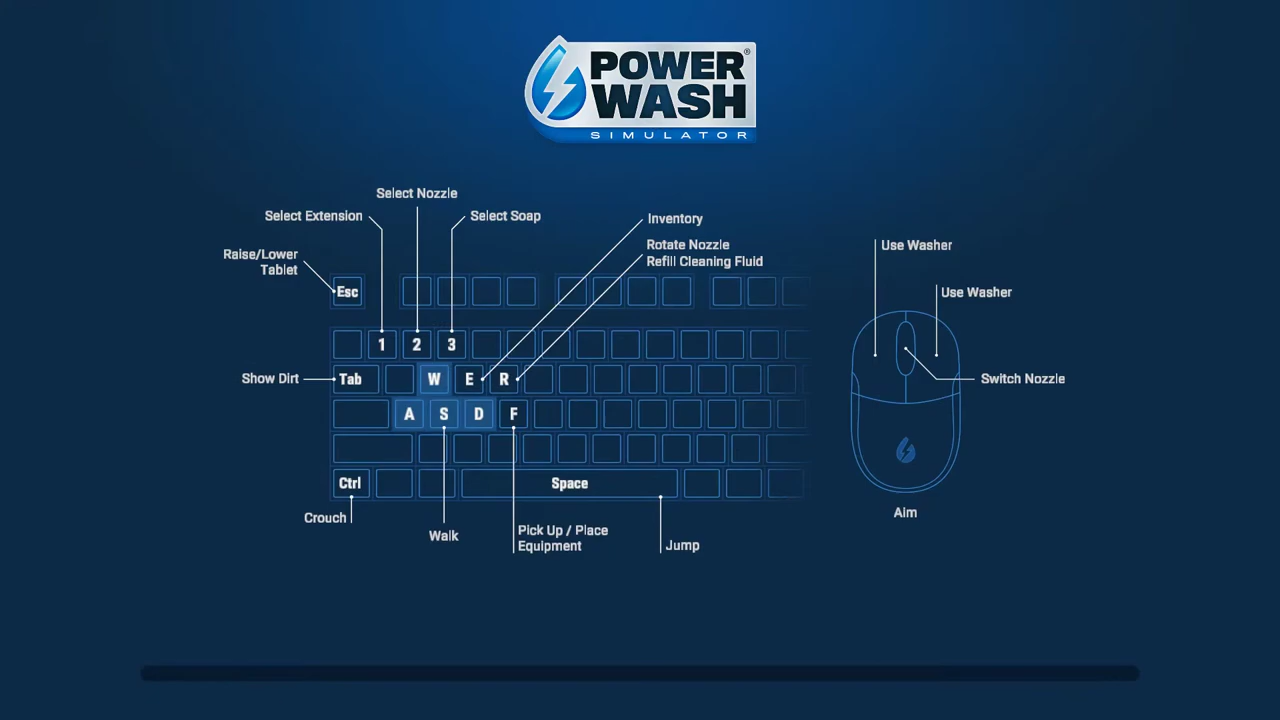 POWER®
WASH
SIMULATOR
Select Nozzle
Select Extension
Select Soap
Inventory
Raise/Lower
Tablet
Rotate Nozzle
Refill Cleaning Fluid
Use Washer
Use Washer
Esc
1 2 3
Show Dirt
Tab W E R
Switch Nozzle
A S D F
Ctrl Space
Crouch
Walk
Pick Up / Place
Equipment
Jump
Aim